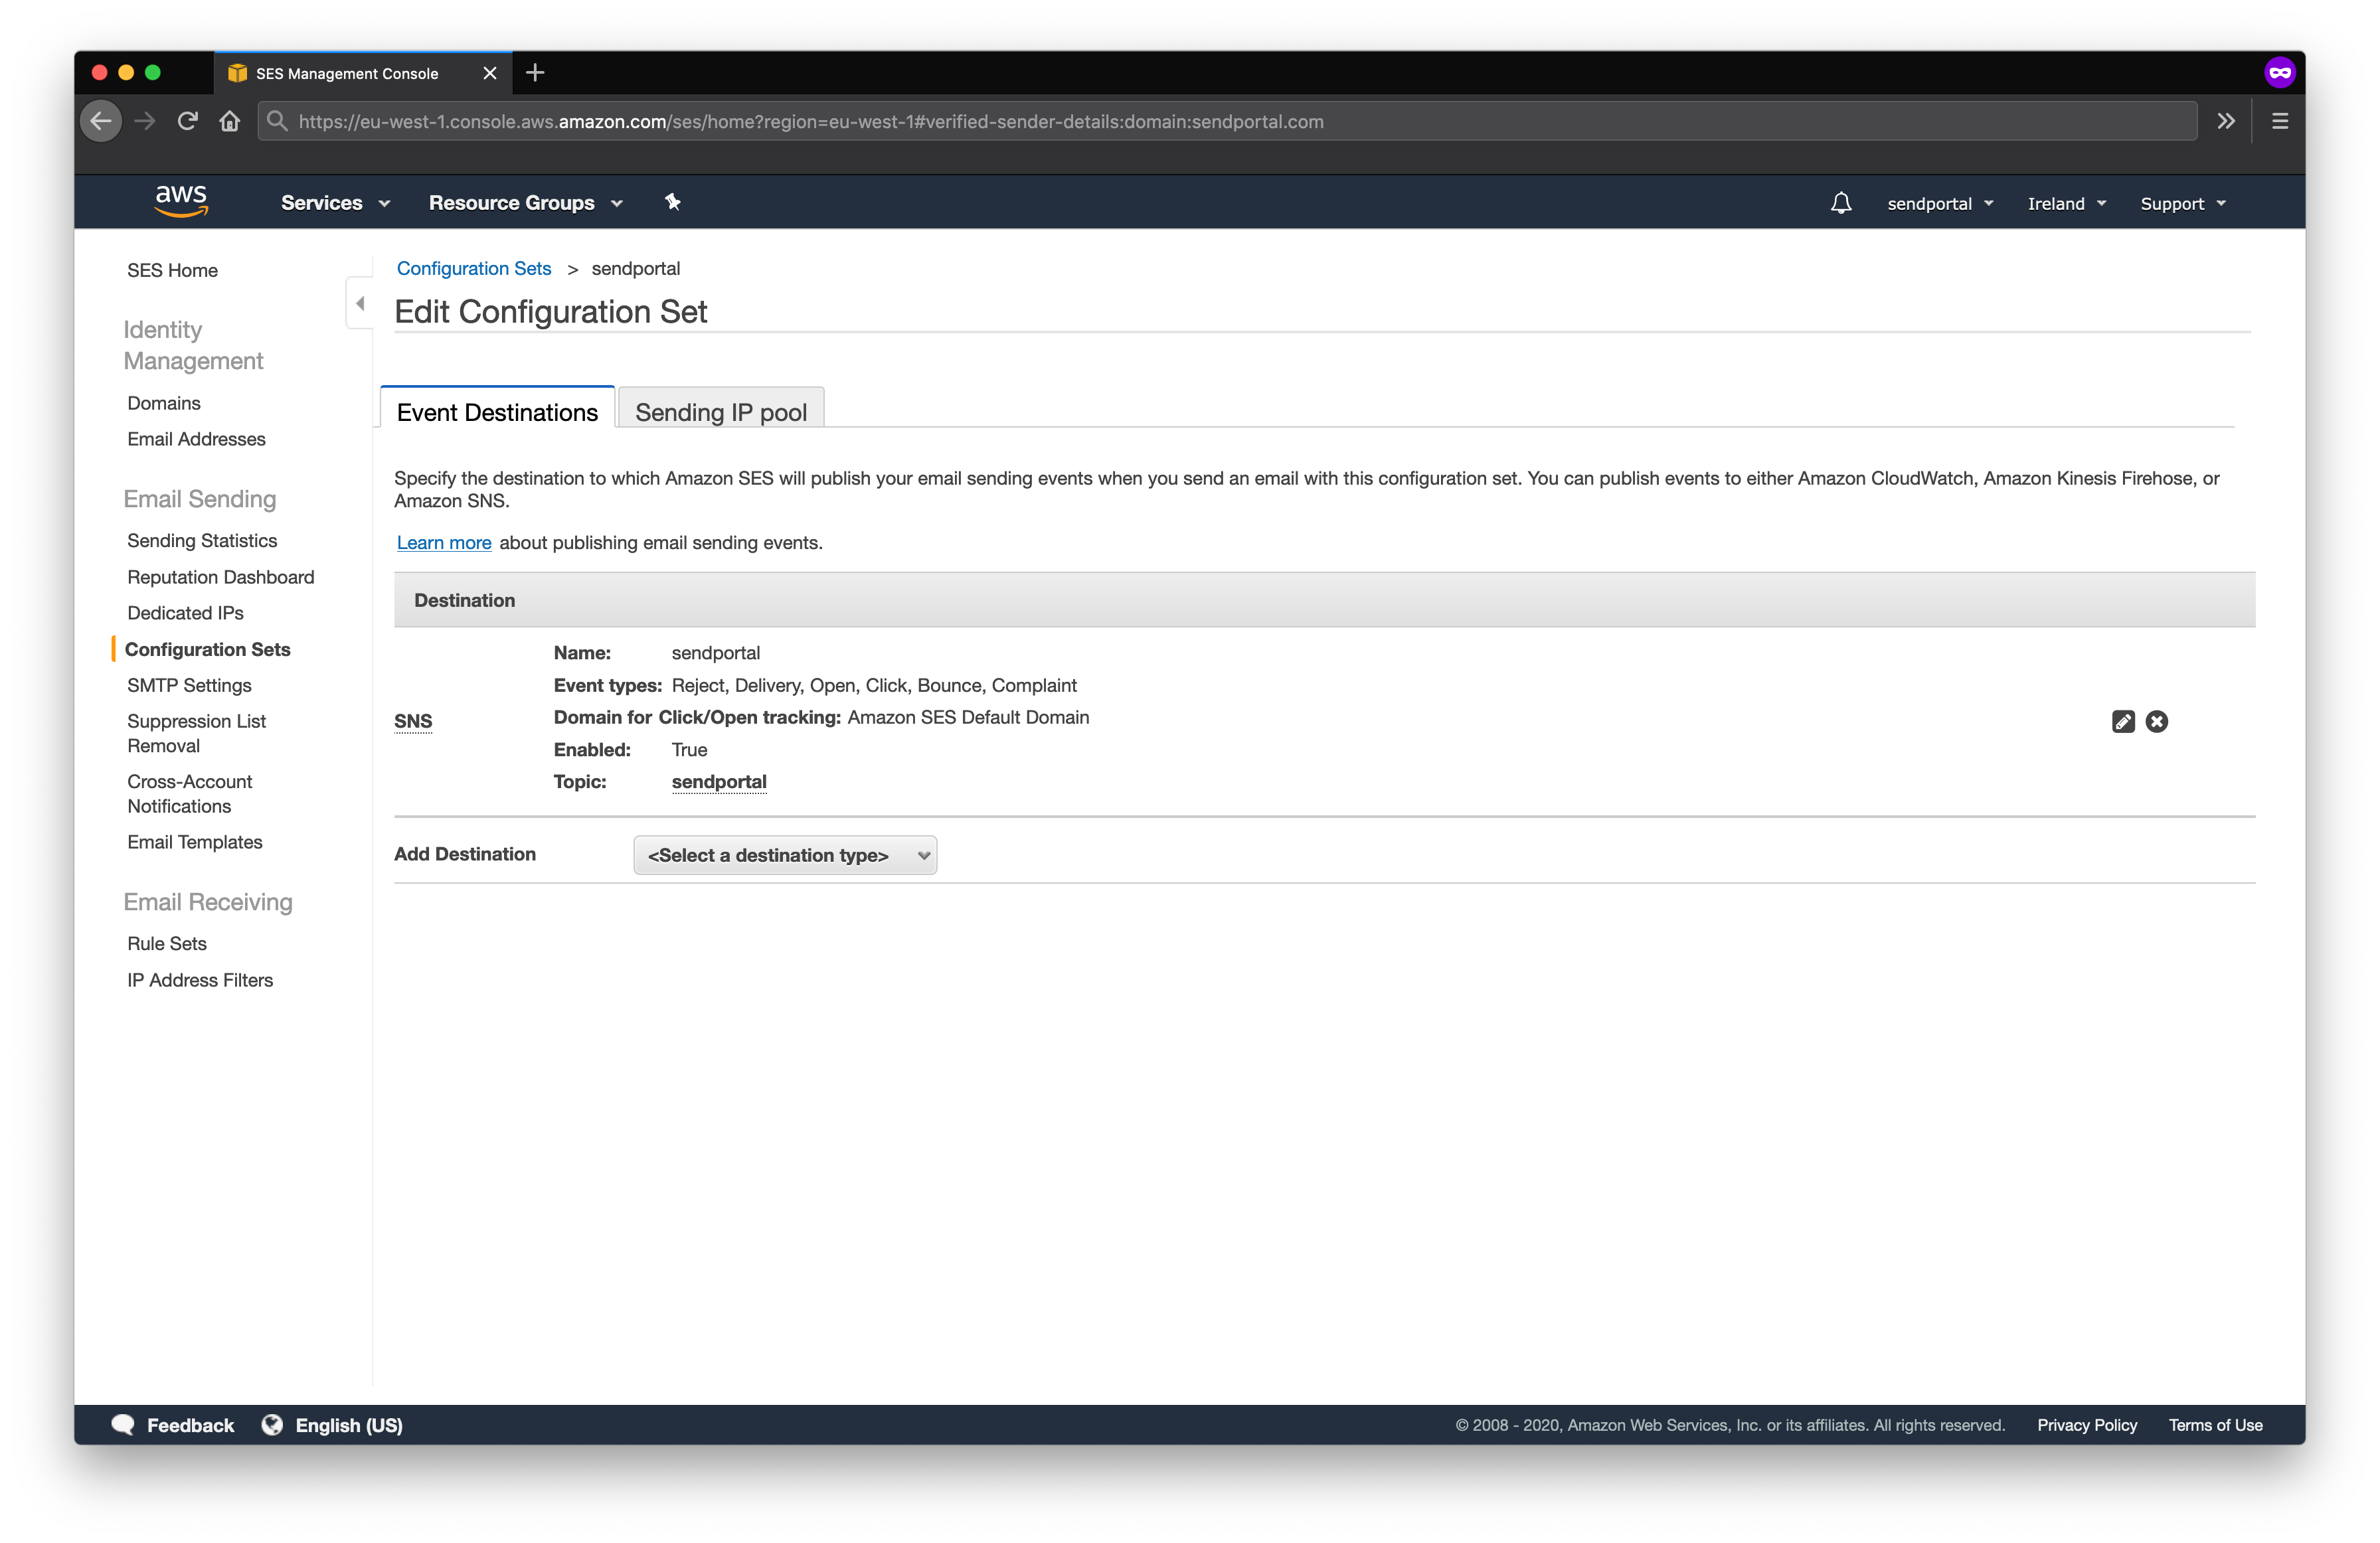 SES Management Console
https://eu-west-1.console.aws.amazon.com/ses/home?region=eu-west-1#verified-sender-details:domain:sendportal.com
aws
Services
Resource Groups
sendportal
Ireland
Support
SES Home
Identity
Management
Domains
Email Addresses
Email Sending
Sending Statistics
Reputation Dashboard
Dedicated IPs
Configuration Sets
SMTP Settings
Suppression List
Removal
Cross-Account
Notifications
Email Templates
Email Receiving
Rule Sets
IP Address Filters
Configuration Sets > sendportal
Edit Configuration Set
Event Destinations
Sending IP pool
Specify the destination to which Amazon SES will publish your email sending events when you send an email with this configuration set. You can publish events to either Amazon CloudWatch, Amazon Kinesis Firehose, or
Amazon SNS.
Learn more about publishing email sending events.
Destination
SNS
Name: sendportal
Event types: Reject, Delivery, Open, Click, Bounce, Complaint
Domain for Click/Open tracking: Amazon SES Default Domain
Enabled: True
Topic: sendportal
Add Destination
<Select a destination type>
Feedback
English (US)
© 2008 - 2020, Amazon Web Services, Inc. or its affiliates. All rights reserved.
Privacy Policy
Terms of Use